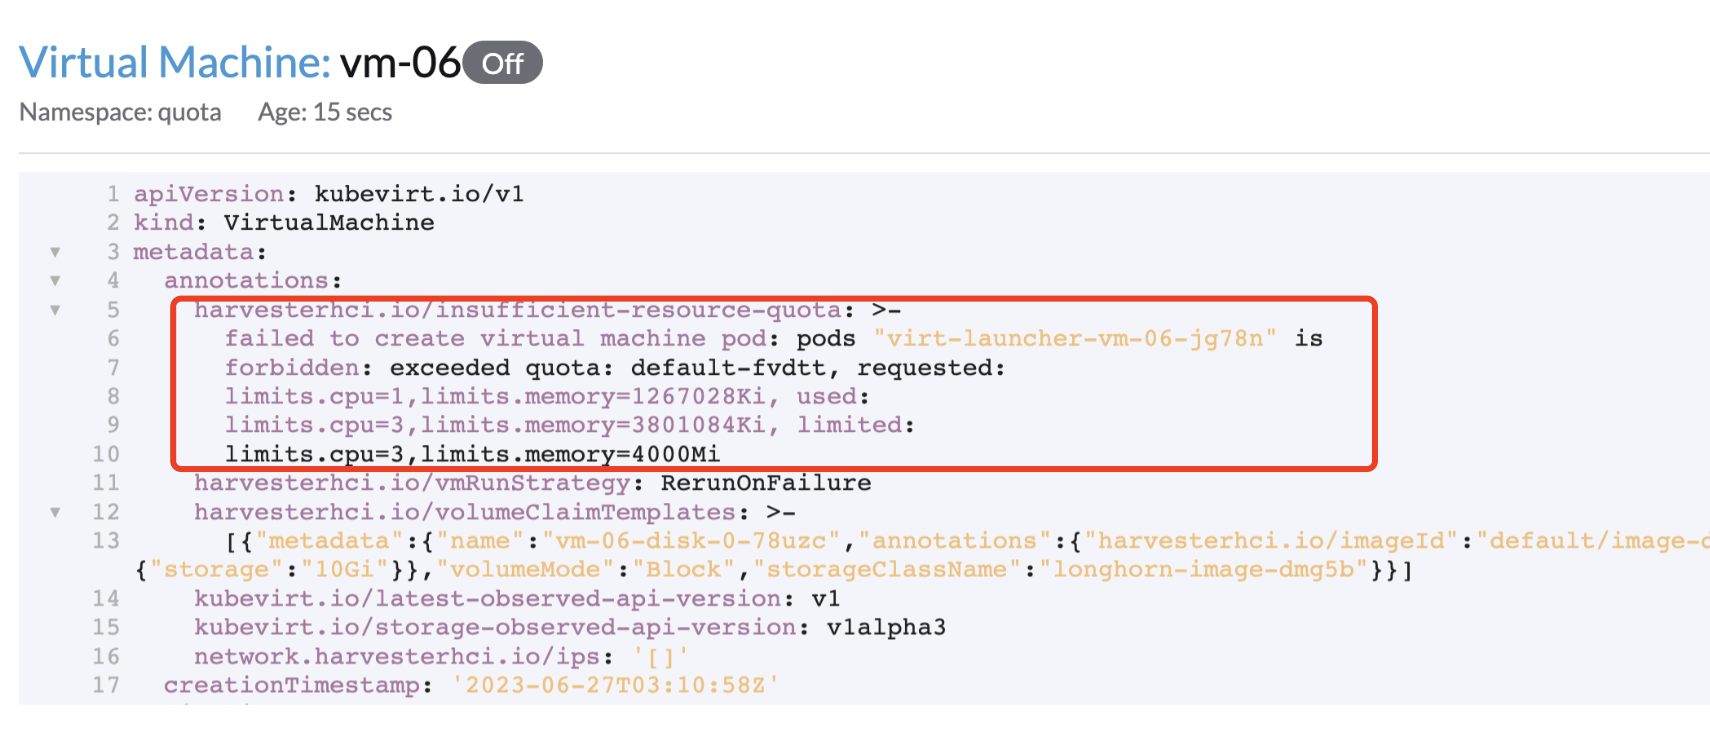 Virtual Machine: vm-06 Off
Namespace: quota Age: 15 secs
1 apiVersion: kubevirt.io/v1
2 kind: VirtualMachine
3 metadata:
4 annotations:
5 harvesterhci.io/insufficient-resource-quota: >-
6 failed to create virtual machine pod: pods "virt-launcher-vm-06-jg78n" is
7 forbidden: exceeded quota: default-fvdtt, requested:
8 limits.cpu=1,limits.memory=1267028Ki, used:
9 limits.cpu=3,limits.memory=3801084Ki, limited:
10 limits.cpu=3,limits.memory=4000Mi
11 harvesterhci.io/vmRunStrategy: RerunOnFailure
12 harvesterhci.io/volumeClaimTemplates: >-
13 [{"metadata":{"name":"vm-06-disk-0-78uzc","annotations":{"harvesterhci.io/imageId":"default/image-d
{"storage":"10Gi"}},"volumeMode":"Block","storageClassName":"longhorn-image-dmg5b"}}]
14 kubevirt.io/latest-observed-api-version: v1
15 kubevirt.io/storage-observed-api-version: v1alpha3
16 network.harvesterhci.io/ips: '[]'
17 creationTimestamp: '2023-06-27T03:10:58Z'